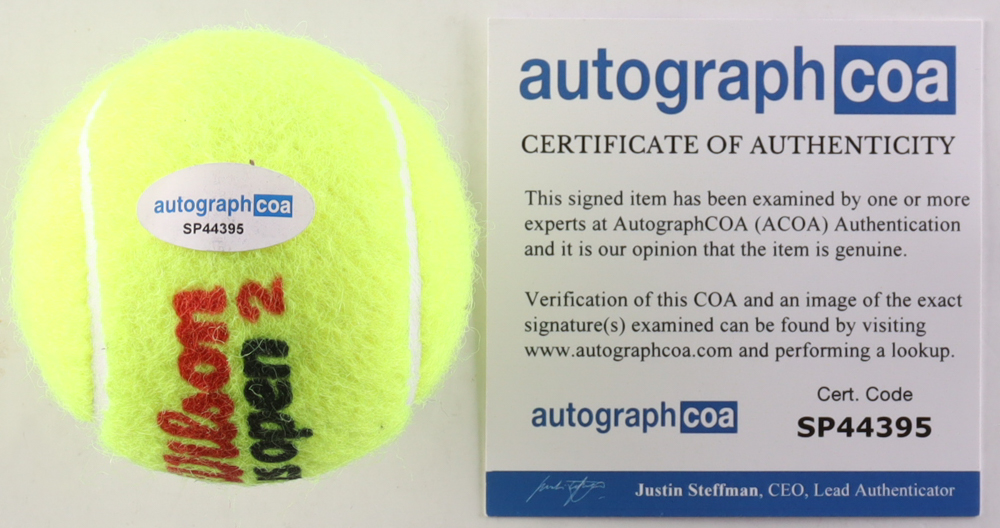 autographcoa
SP44395
Wilson 2
s open
autographcoa
CERTIFICATE OF AUTHENTICITY
This signed item has been examined by one or more
experts at AutographCOA (ACOA) Authentication
and it is our opinion that the item is genuine.
Verification of this COA and an image of the exact
signature(s) examined can be found by visiting
www.autographcoa.com and performing a lookup.
autographcoa
Cert. Code
SP44395
Justin Steffman, CEO, Lead Authenticator